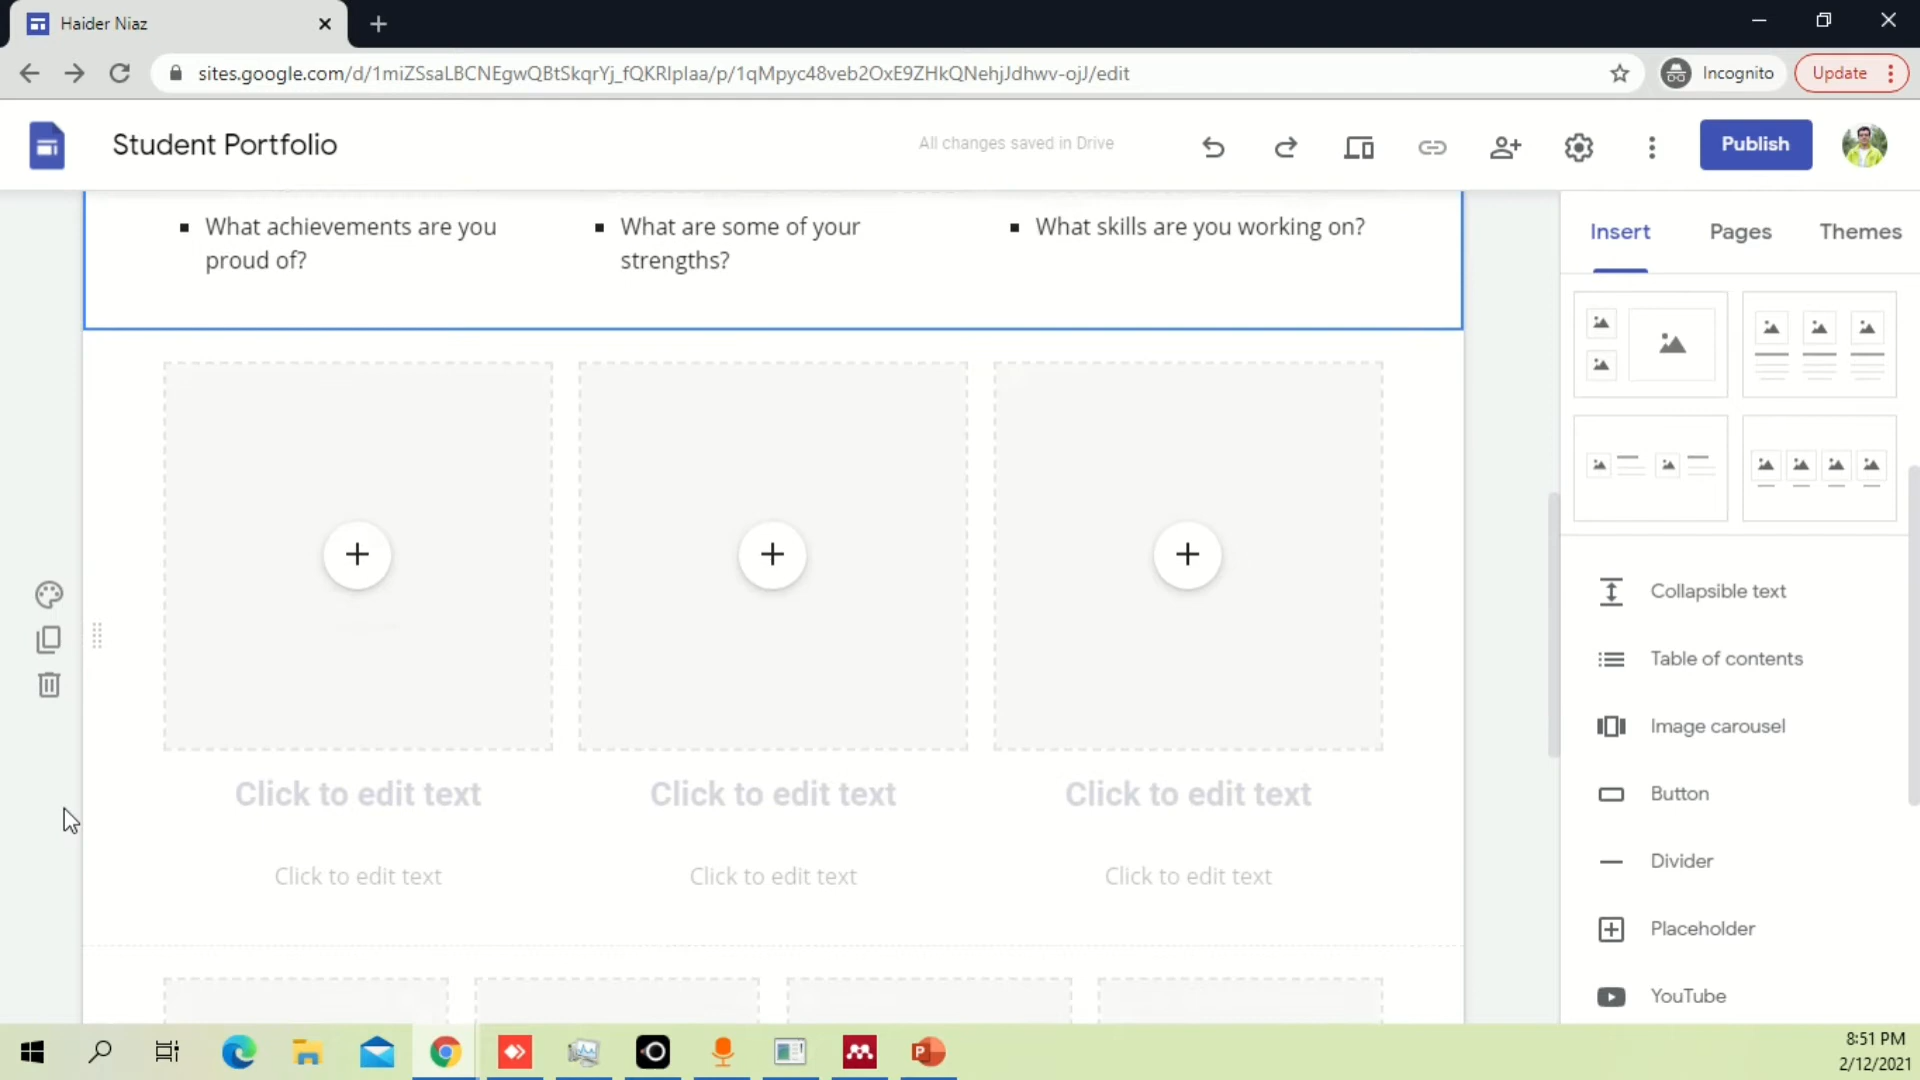 Haider Niaz
sites.google.com/d/1miZSsaLBCNEgwQBtSkqrYj_fQKRlplaa/p/1qMpyc48veb2OxE9ZHkQNehjJdhwv-ojJ/edit
Incognito
Update
Student Portfolio
All changes saved in Drive
Publish
What achievements are you
proud of?
What are some of your
strengths?
What skills are you working on?
Insert
Pages
Themes
Click to edit text
Click to edit text
Click to edit text
Click to edit text
Click to edit text
Click to edit text
Collapsible text
Table of contents
Image carousel
Button
Divider
Placeholder
YouTube
8:51 PM
2/12/2021